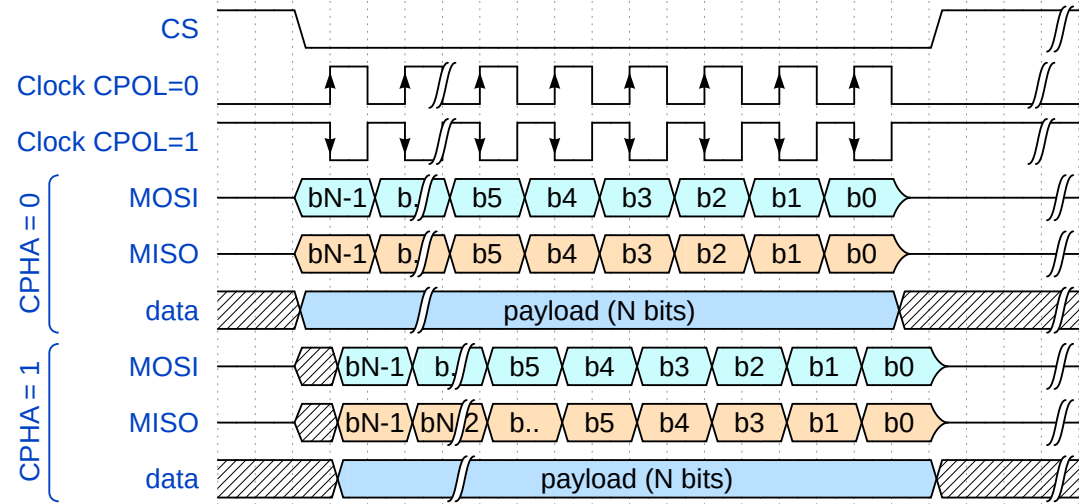 CS
Clock CPOL=0
Clock CPOL=1
CPHA = 0
MOSI bN-1 b. b5 b4 b3 b2 b1 b0
MISO bN-1 b. b5 b4 b3 b2 b1 b0
data payload (N bits)
CPHA = 1
MOSI bN-1 b. b5 b4 b3 b2 b1 b0
MISO bN-1 bN 2 b.. b5 b4 b3 b1 b0
data payload (N bits)